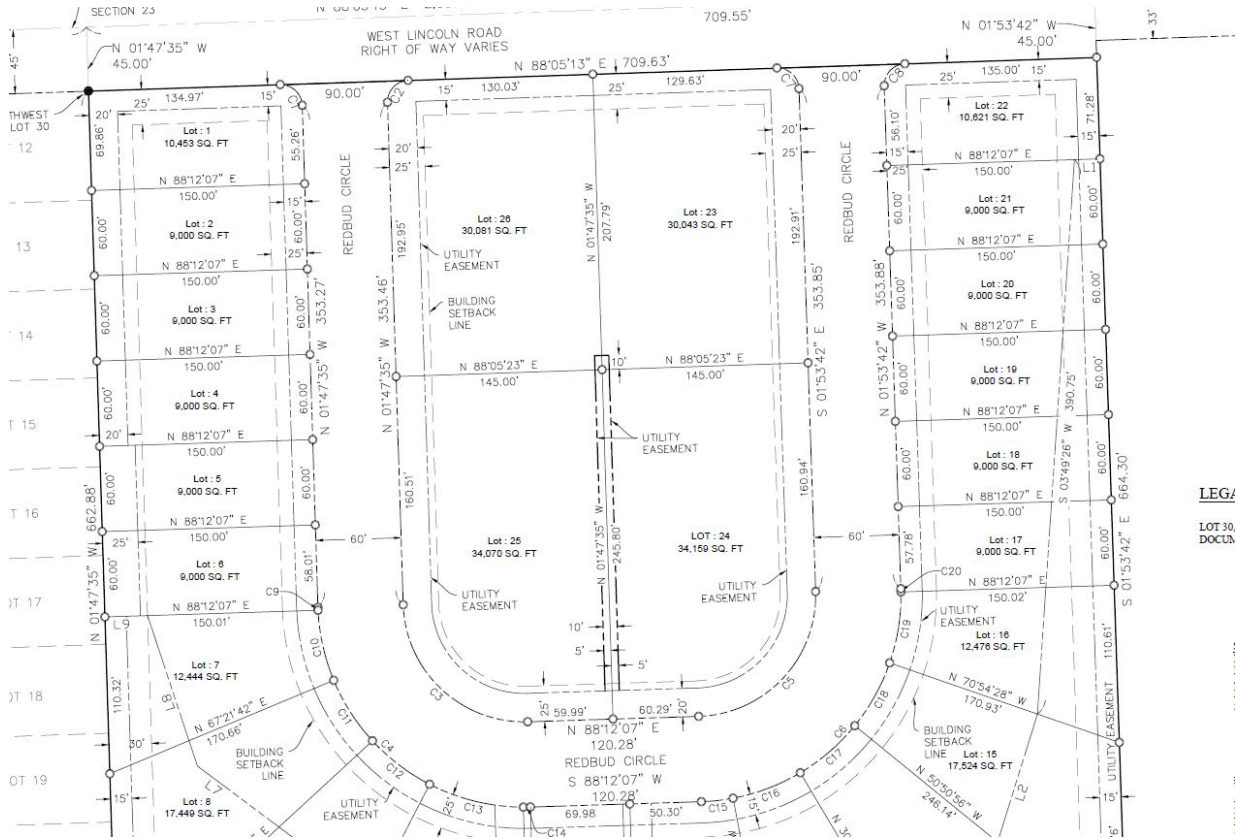 SECTION 23
709.55'
WEST LINCOLN ROAD
RIGHT OF WAY VARIES
N 01°47'35" W
45.00'
N 01°53'42" W
45.00'
33'
45'
N 88°05'13" E 709.63'
134.97'
90.00'
130.03'
129.63'
90.00'
135.00'
25'
15'
C1
C2
15'
25'
C7
C8
25'
15'
THWEST
LOT 30
20'
12
69.86'
Lot : 1
10,453 SQ. FT
55.26'
20'
25'
207.79'
20'
25'
56.10'
15'
25'
Lot : 22
10,621 SQ. FT
71.28'
15'
N 88°12'07" E
150.00'
N 88°12'07" E
150.00'
L1
REDBUD CIRCLE
REDBUD CIRCLE
13
60.00'
Lot : 2
9,000 SQ. FT
15'
60.00'
25'
192.95'
Lot : 26
30,081 SQ. FT
UTILITY
EASEMENT
N 01°47'35" W
207.79'
Lot : 23
30,043 SQ. FT
192.91'
60.00'
Lot : 21
9,000 SQ. FT
60.00'
N 88°12'07" E
150.00'
N 88°12'07" E
150.00'
14
60.00'
Lot : 3
9,000 SQ. FT
60.00'
N 01°47'35" W 353.27'
N 01°47'35" W 353.46'
BUILDING
SETBACK
LINE
S 01°53'42" E 353.85'
N 01°53'42" W 353.88'
60.00'
Lot : 20
9,000 SQ. FT
60.00'
N 88°12'07" E
150.00'
N 88°05'23" E
145.00'
10'
N 88°05'23" E
145.00'
N 88°12'07" E
150.00'
15
60.00'
Lot : 4
9,000 SQ. FT
60.00'
20'
60.00'
Lot : 19
9,000 SQ. FT
60.00'
S 03°49'26" W 390.75'
N 88°12'07" E
150.00'
UTILITY
EASEMENT
N 88°12'07" E
150.00'
T 16
60.00'
Lot : 5
9,000 SQ. FT
60.00'
160.51'
160.94'
60.00'
Lot : 18
9,000 SQ. FT
60.00'
N 88°12'07" E
150.00'
N 88°12'07" E
150.00'
LEGA
LOT 30,
DOCUM
N 01°47'35" W 662.88'
25'
60.00'
Lot : 6
9,000 SQ. FT
58.01'
60'
Lot : 25
34,070 SQ. FT
N 01°47'35" W
245.80'
LOT : 24
34,159 SQ. FT
60'
57.78'
Lot : 17
9,000 SQ. FT
60.00'
S 01°53'42" E 664.30'
OT 17
C9
N 88°12'07" E
150.01'
UTILITY
EASEMENT
UTILITY
EASEMENT
C20
N 88°12'07" E
150.02'
L9
C10
10'
5'
5'
C19
UTILITY
EASEMENT
Lot : 16
12,476 SQ. FT
110.61'
OT 18
110.32'
Lot : 7
12,444 SQ. FT
N 67°21'42" E
170.66'
C11
C3
25'
59.99'
60.29'
20'
C5
C18
N 70°54'28" W
170.93'
N 88°12'07" E
120.28'
30'
BUILDING
SETBACK
LINE
C4
C6
BUILDING
SETBACK
LINE
UTILITY EASEMENT
OT 19
C12
REDBUD CIRCLE
S 88°12'07" W
120.28'
C17
Lot : 15
17,524 SQ. FT
N 50°50'56" W
246.14'
L2
15'
L7
Lot : 8
17,449 SQ. FT
UTILITY
EASEMENT
25'
C13
C14
69.98
50.30'
C15
15'
C16
15'